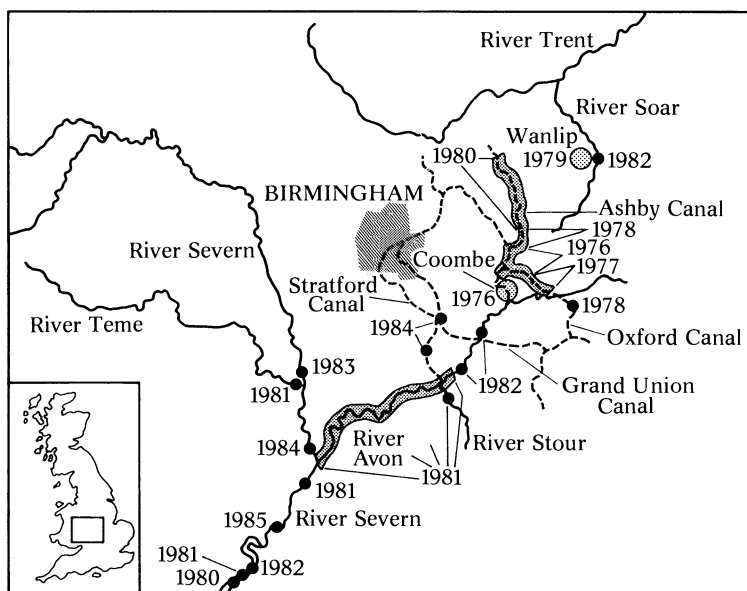 River Trent
River Soar
Wanlip
1979
1982
1980
BIRMINGHAM
Ashby Canal
1978
1976
1977
River Severn
Coombe
1976
Stratford
Canal
1978
River Teme
1984
Oxford Canal
1983
1981
1982
Grand Union
Canal
1984
River
Avon
1981
River Stour
1981
1985
River Severn
1981
1982
1980